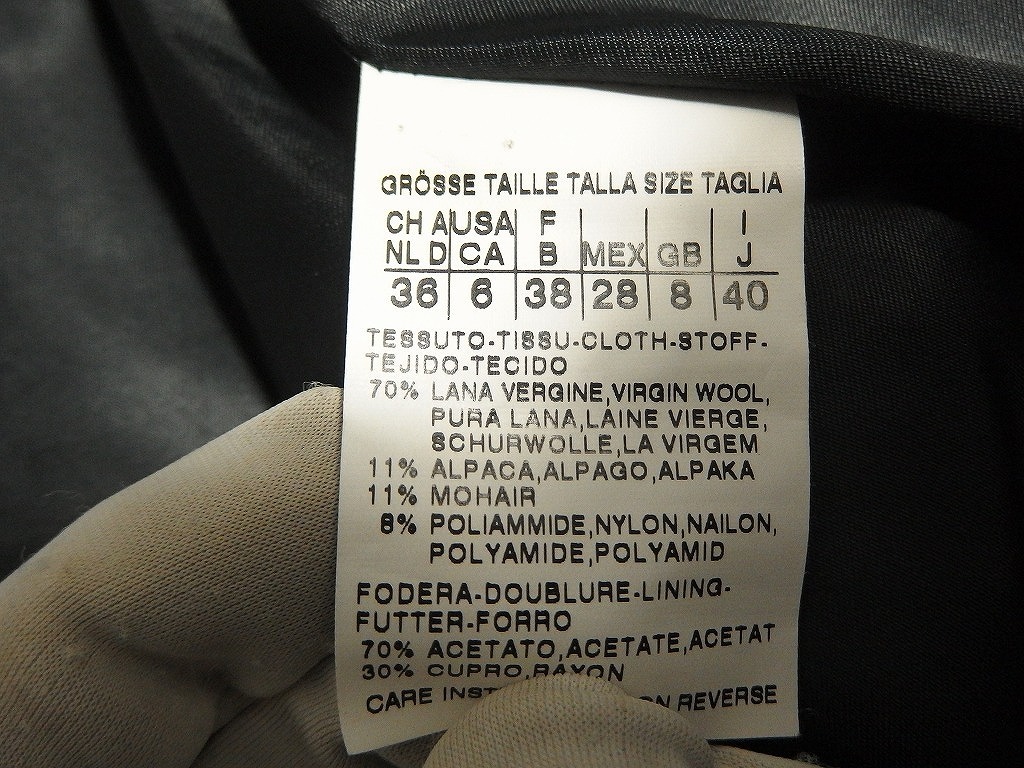 GRÖSSE TAILLE TALLA SIZE TAGLIA
CH A USA F I
NL D CA B MEX GB J
36 6 38 28 8 40
TESSUTO-TISSU-CLOTH-STOFF-
TEJIDO-TECIDO
70% LANA VERGINE,VIRGIN WOOL,
PURA LANA,LAINE VIERGE,
SCHURWOLLE,LA VIRGEM
11% ALPACA,ALPAGO,ALPAKA
11% MOHAIR
8% POLIAMMIDE,NYLON,NAILON,
POLYAMIDE,POLYAMID
FODERA-DOUBLURE-LINING-
FUTTER-FORRO
70% ACETATO,ACETATE,ACETAT
30% CUPRO,RAYON
CARE REVERSE